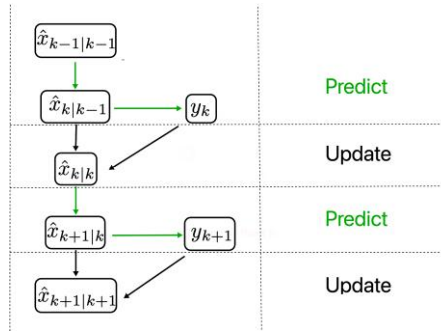 x̂_{k−1|k−1}
x̂_{k|k−1} y_k Predict
x̂_{k|k} Update
x̂_{k+1|k} y_{k+1} Predict
x̂_{k+1|k+1} Update